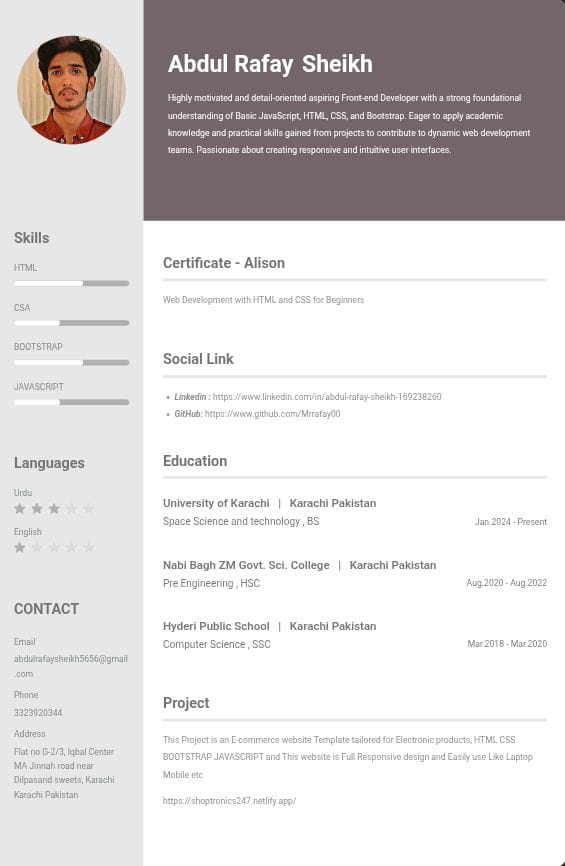 Abdul Rafay Sheikh
Highly motivated and detail-oriented aspiring Front-end Developer with a strong foundational
understanding of Basic JavaScript, HTML, CSS, and Bootstrap. Eager to apply academic
knowledge and practical skills gained from projects to contribute to dynamic web development
teams. Passionate about creating responsive and intuitive user interfaces.
Skills
HTML
CSA
BOOTSTRAP
JAVASCRIPT
Languages
Urdu
English
CONTACT
Email
abdulrafaysheikh5656@gmail
.com
Phone
3323920344
Address
Flat no G-2/3, Iqbal Center
MA Jinnah road near
Dilpasand sweets, Karachi
Karachi Pakistan
Certificate - Alison
Web Development with HTML and CSS for Beginners
Social Link
• Linkedin : https://www.linkedin.com/in/abdul-rafay-sheikh-169238260
• GitHub: https://www.github.com/Mrrafay00
Education
University of Karachi | Karachi Pakistan
Space Science and technology , BS Jan.2024 - Present
Nabi Bagh ZM Govt. Sci. College | Karachi Pakistan
Pre Engineering , HSC Aug.2020 - Aug.2022
Hyderi Public School | Karachi Pakistan
Computer Science , SSC Mar.2018 - Mar.2020
Project
This Project is an E-commerce website Template tailored for Electronic products, HTML CSS
BOOTSTRAP JAVASCRIPT and This website is Full Responsive design and Easily use Like Laptop
Mobile etc
https://shoptronics247.netlify.app/